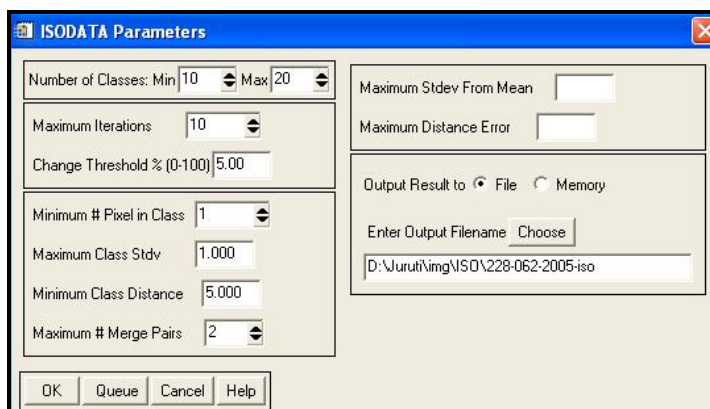 ISODATA Parameters
Number of Classes: Min 10 Max 20
Maximum Iterations 10
Change Threshold % (0-100) 5.00
Minimum # Pixel in Class 1
Maximum Class Stdv 1.000
Minimum Class Distance 5.000
Maximum # Merge Pairs 2
Maximum Stdev From Mean
Maximum Distance Error
Output Result to File Memory
Enter Output Filename Choose
D:\Juruti\img\ISO\228-062-2005-iso
OK Queue Cancel Help